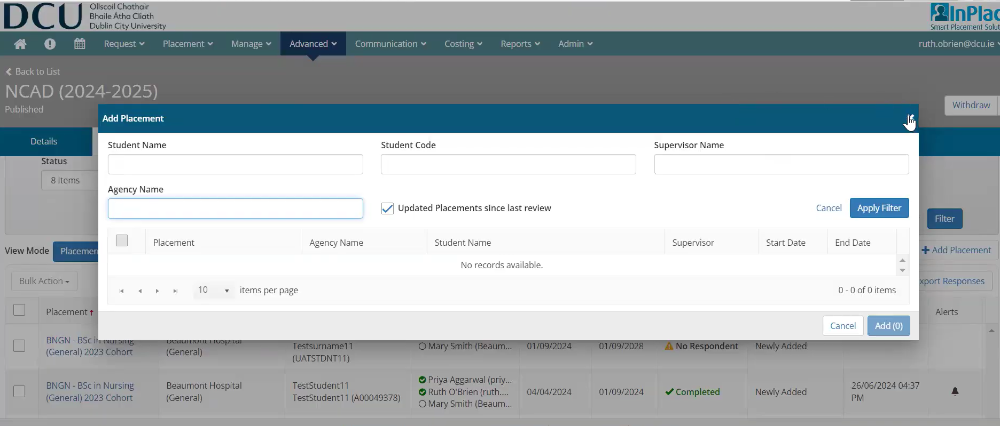 DCU
Ollscoil Chathair
Bhaile Átha Cliath
Dublin City University
InPlac
Smart Placement Solut
Request
Placement
Manage
Advanced
Communication
Costing
Reports
Admin
ruth.obrien@dcu.ie
Back to List
NCAD (2024-2025)
Published
Withdraw
Add Placement
Details
Student Name
Student Code
Supervisor Name
Status
8 Items
Agency Name
Updated Placements since last review
Cancel
Apply Filter
Filter
Placement
Agency Name
Student Name
Supervisor
Start Date
End Date
View Mode
Placemen
+ Add Placement
No records available.
Bulk Action
xport Responses
10
items per page
0 - 0 of 0 items
Placement
Alerts
Cancel
Add (0)
BNGN - BSc in Nursing
(General) 2023 Cohort
Beaumont Hospital
(General)
Testsurname11
(UATSTDNT11)
Mary Smith (Beaum...
01/09/2024
01/09/2028
No Respondent
Newly Added
BNGN - BSc in Nursing
(General) 2023 Cohort
Beaumont Hospital
(General)
TestStudent11
TestStudent11 (A00049378)
Priya Aggarwal (priy...
Ruth O'Brien (ruth....
Mary Smith (Beaum...
04/04/2024
01/09/2024
Completed
Newly Added
26/06/2024 04:37
PM